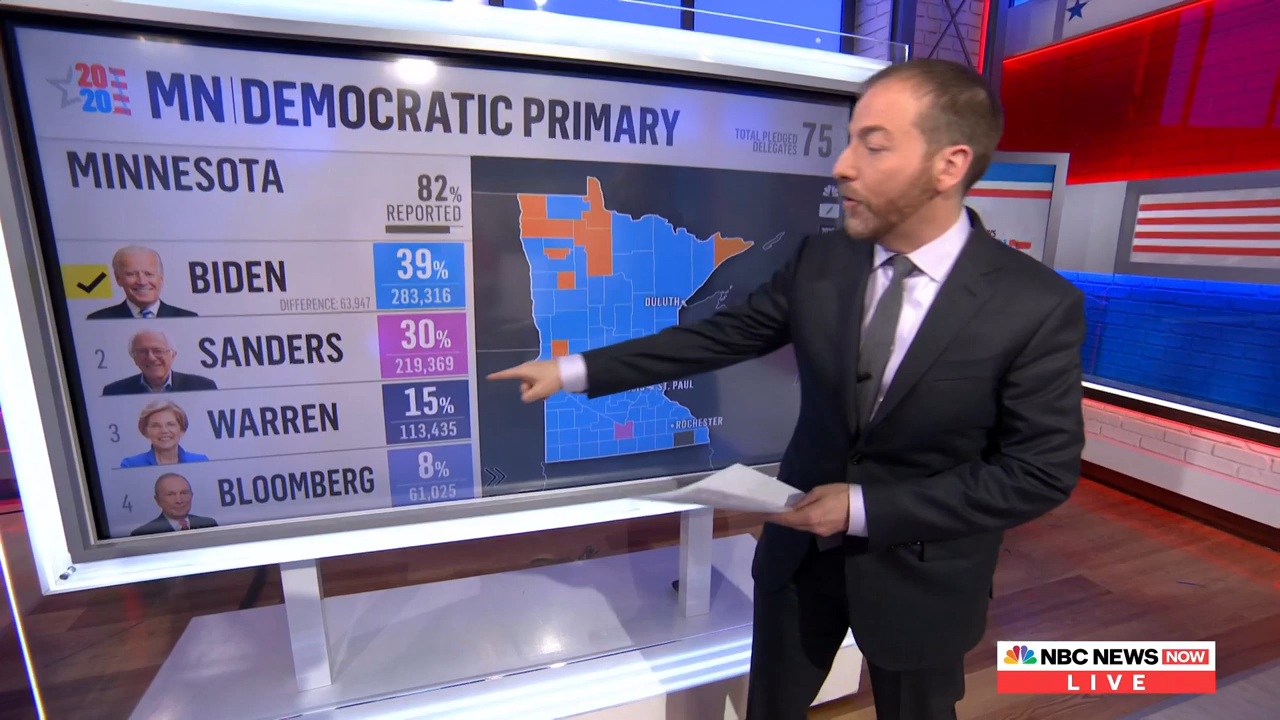 20
20
MN | DEMOCRATIC PRIMARY
TOTAL PLEDGED
DELEGATES 75
MINNESOTA
82%
REPORTED
BIDEN
39%
DIFFERENCE: 63,947
283,316
2 SANDERS
30%
219,369
3 WARREN
15%
113,435
4 BLOOMBERG
8%
61,025
DULUTH
ST. PAUL
ROCHESTER
NBC NEWS NOW
LIVE